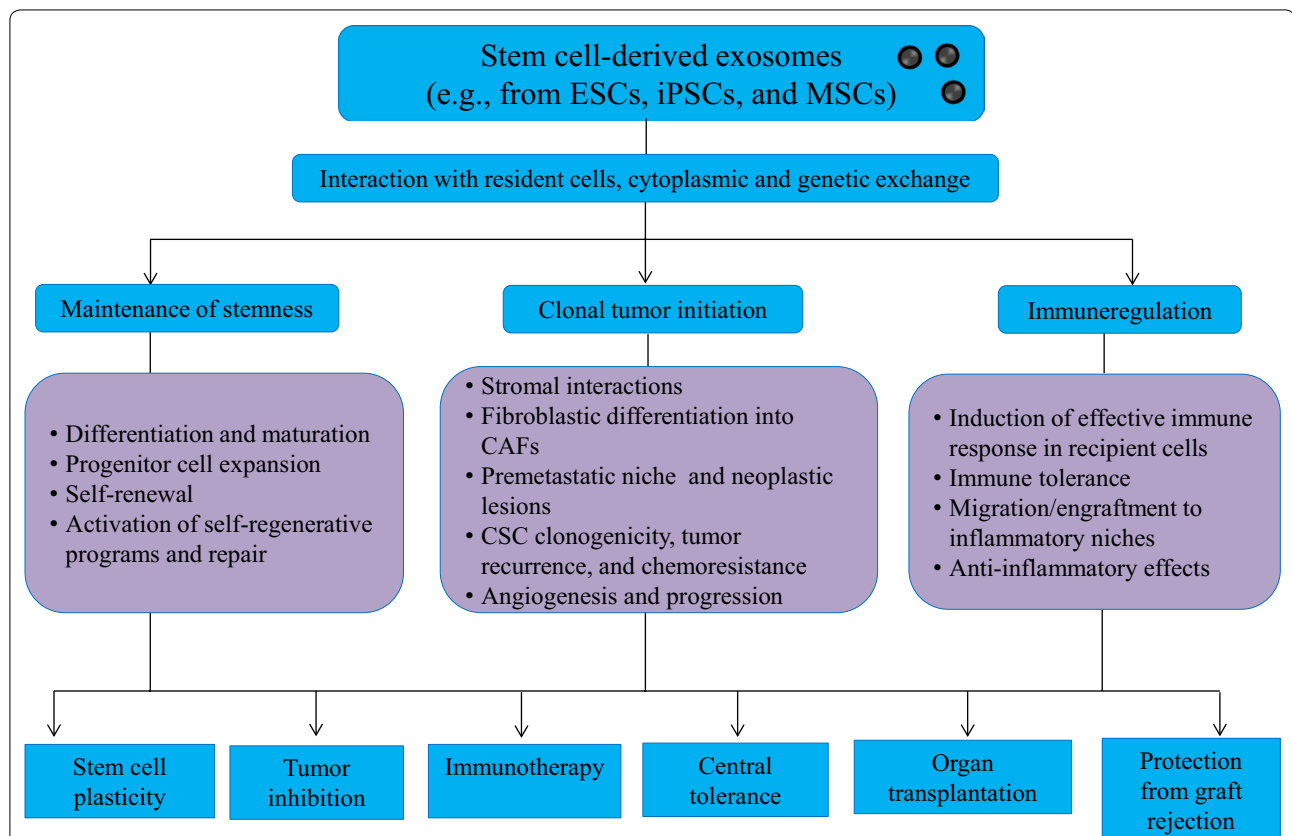 Stem cell-derived exosomes
(e.g., from ESCs, iPSCs, and MSCs)
Interaction with resident cells, cytoplasmic and genetic exchange
Maintenance of stemness
Clonal tumor initiation
Immuneregulation
• Differentiation and maturation
• Progenitor cell expansion
• Self-renewal
• Activation of self-regenerative
programs and repair
• Stromal interactions
• Fibroblastic differentiation into
CAFs
• Premetastatic niche and neoplastic
lesions
• CSC clonogenicity, tumor
recurrence, and chemoresistance
• Angiogenesis and progression
• Induction of effective immune
response in recipient cells
• Immune tolerance
• Migration/engraftment to
inflammatory niches
• Anti-inflammatory effects
Stem cell
plasticity
Tumor
inhibition
Immunotherapy
Central
tolerance
Organ
transplantation
Protection
from graft
rejection